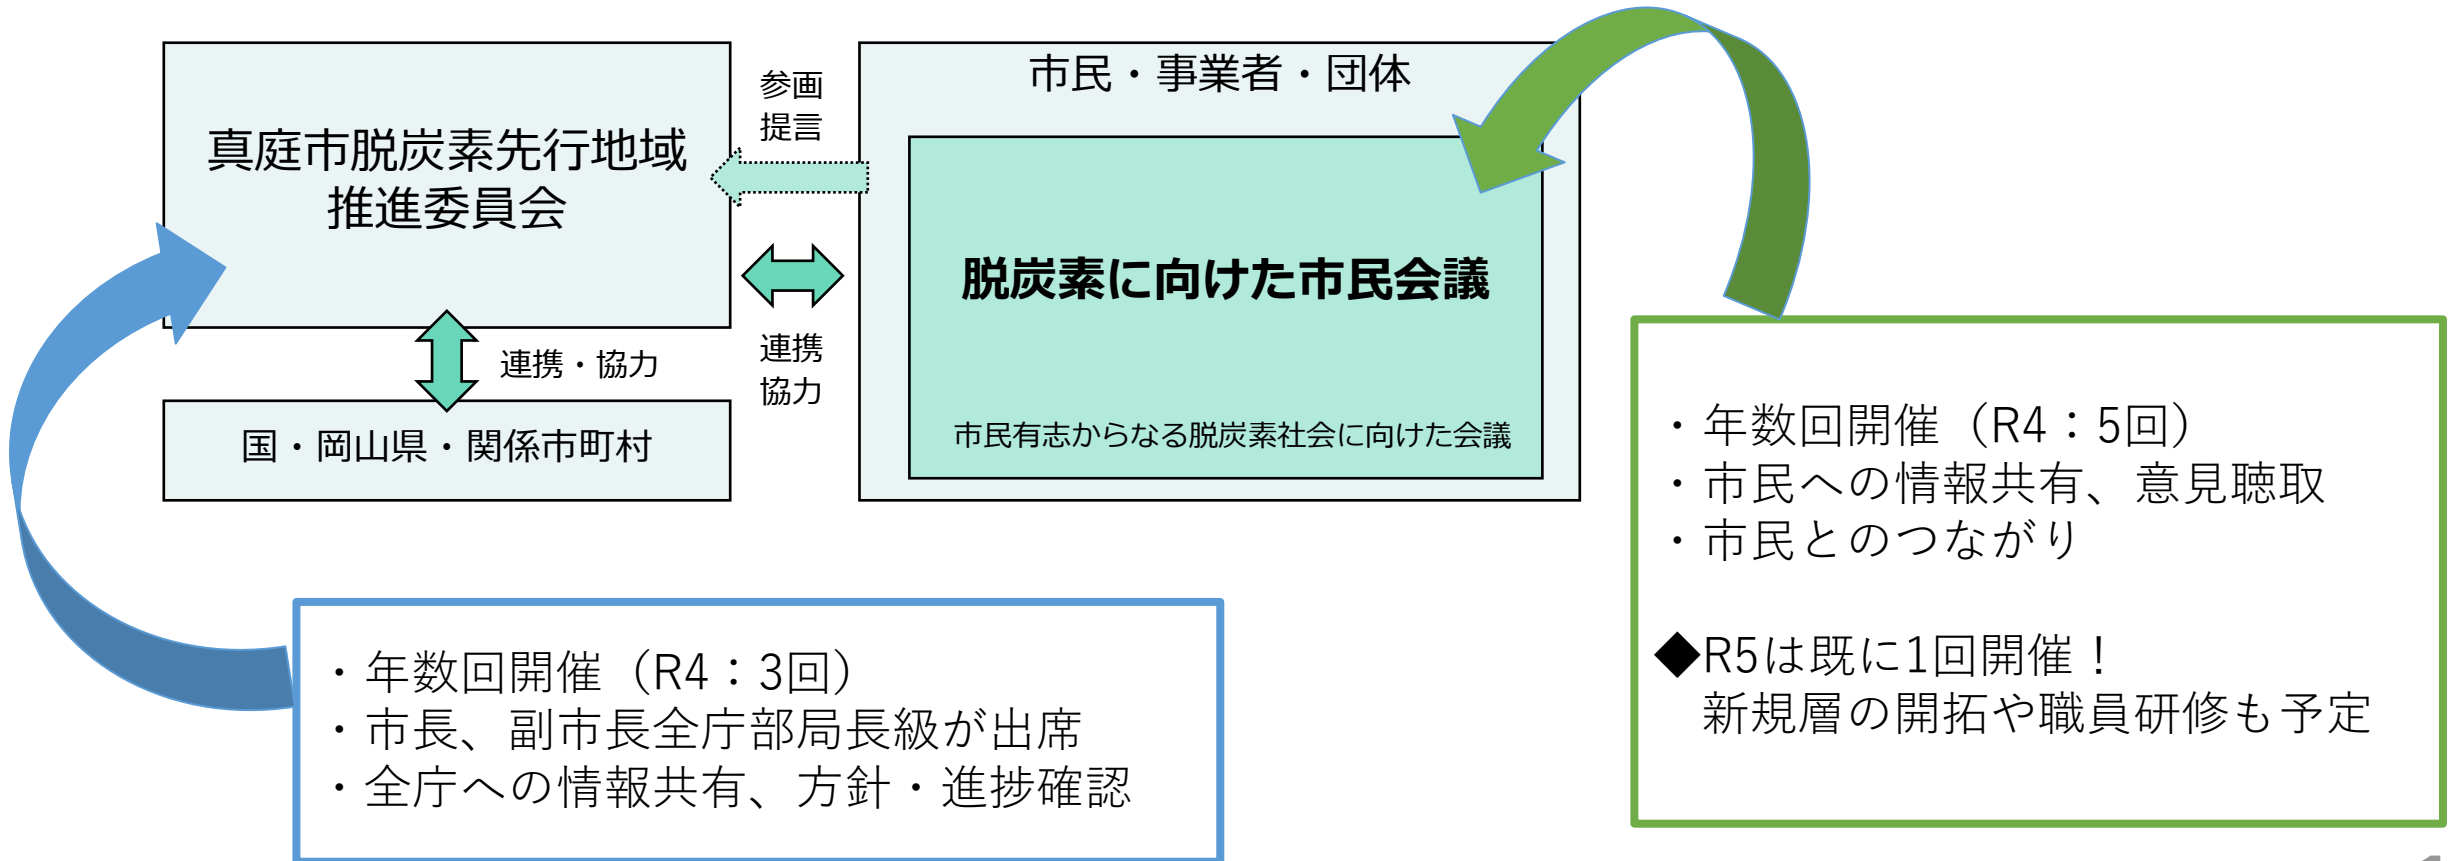 真庭市脱炭素先行地域
推進委員会
参画
提言
市民・事業者・団体
脱炭素に向けた市民会議
市民有志からなる脱炭素社会に向けた会議
連携
協力
連携・協力
国・岡山県・関係市町村
・年数回開催（R4：5回）
・市民への情報共有、意見聴取
・市民とのつながり
◆R5は既に1回開催！
新規層の開拓や職員研修も予定
・年数回開催（R4：3回）
・市長、副市長全庁部局長級が出席
・全庁への情報共有、方針・進捗確認